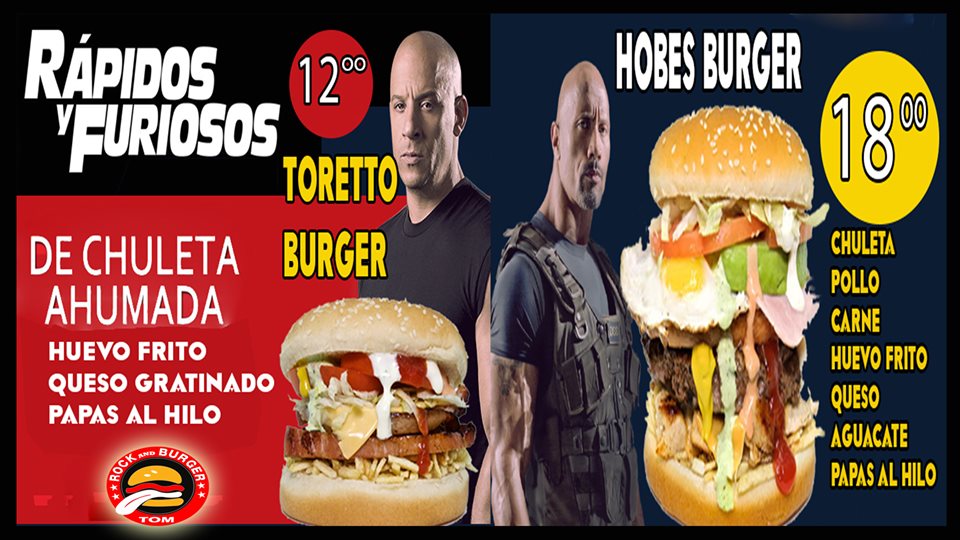 RÁPIDOS
Y FURIOSOS
12⁰⁰
TORETTO
BURGER
DE CHULETA
AHUMADA
HUEVO FRITO
QUESO GRATINADO
PAPAS AL HILO
ROCK AND BURGER
TOM
HOBES BURGER
18⁰⁰
CHULETA
POLLO
CARNE
HUEVO FRITO
QUESO
AGUACATE
PAPAS AL HILO